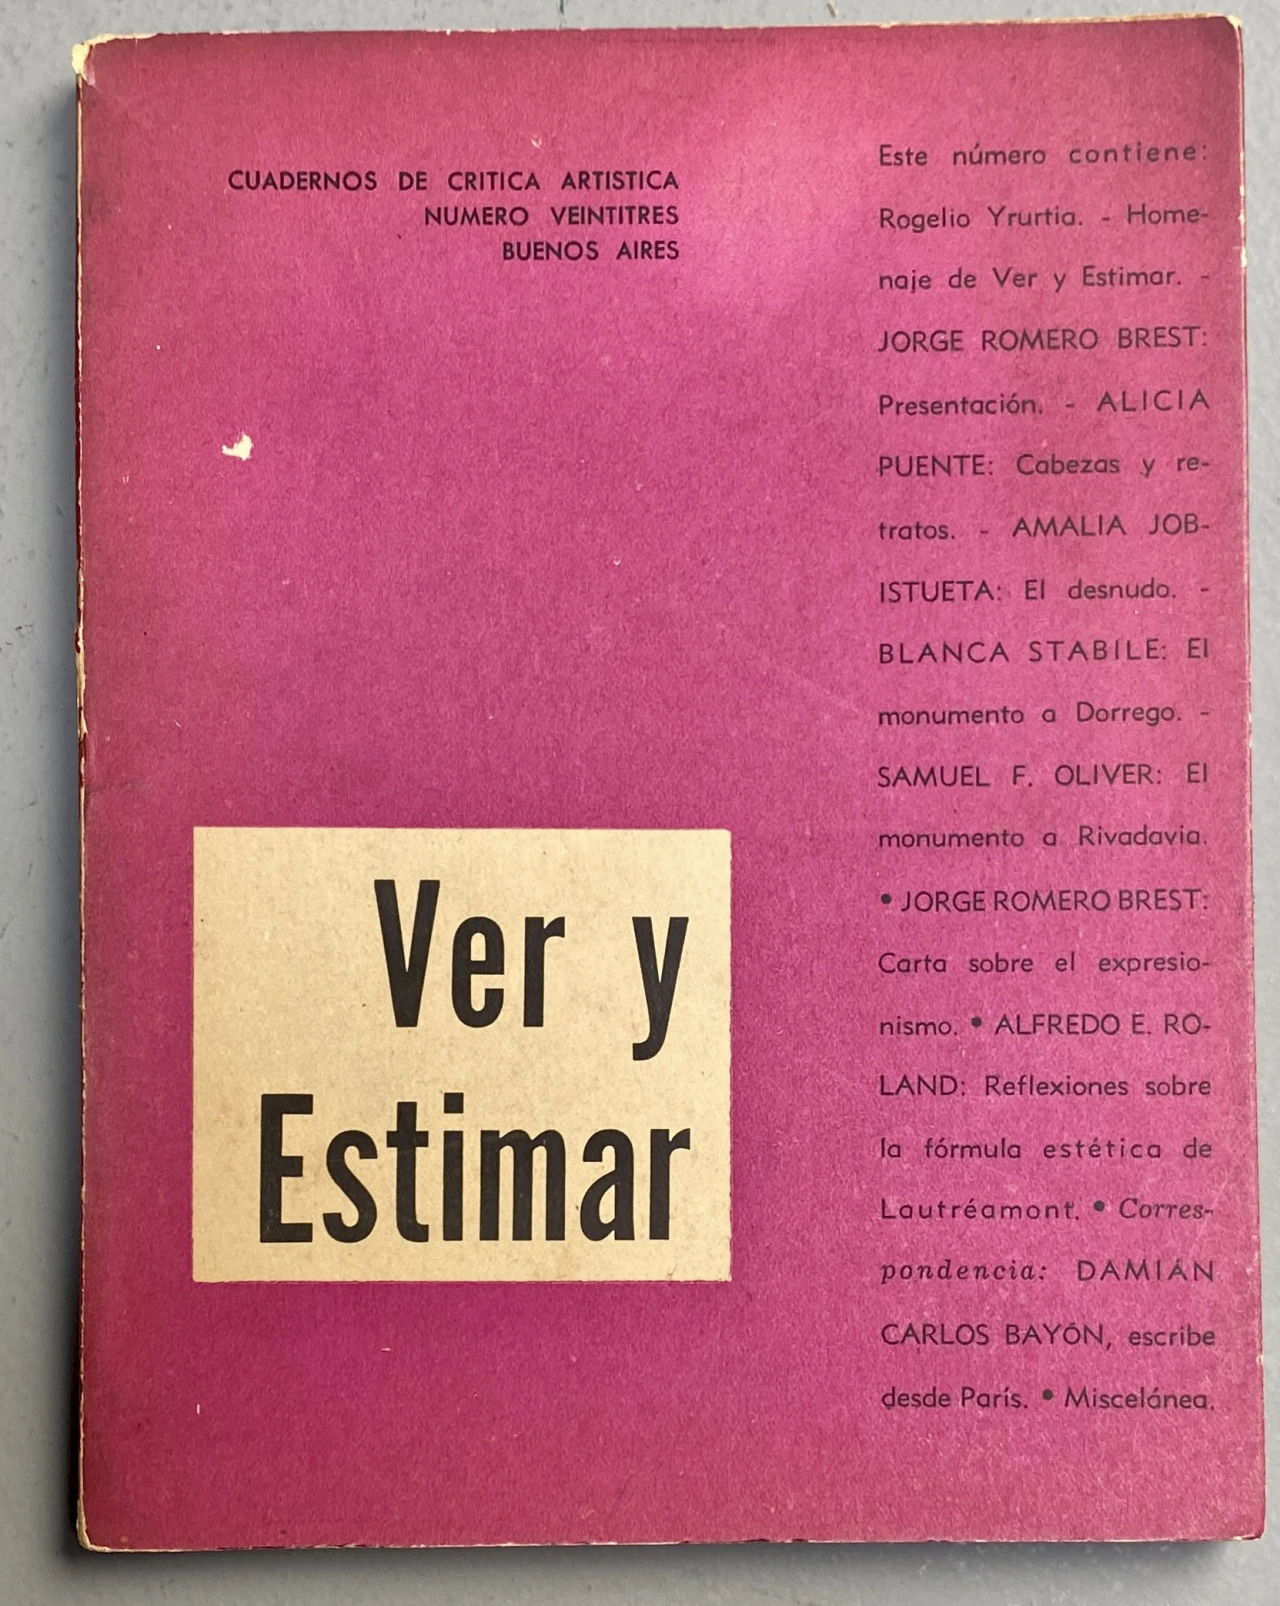 CUADERNOS DE CRITICA ARTISTICA
NUMERO VEINTITRES
BUENOS AIRES
Ver y
Estimar
Este número contiene:
Rogelio Yrurtia. - Home-
naje de Ver y Estimar. -
JORGE ROMERO BREST:
Presentación. - ALICIA
PUENTE: Cabezas y re-
tratos. - AMALIA JOB-
ISTUETA: El desnudo. -
BLANCA STABILE: El
monumento a Dorrego. -
SAMUEL F. OLIVER: El
monumento a Rivadavia.
• JORGE ROMERO BREST:
Carta sobre el expresio-
nismo. • ALFREDO E. RO-
LAND: Reflexiones sobre
la fórmula estética de
Lautréamont. • Corres-
pondencia: DAMIÁN
CARLOS BAYÓN, escribe
desde París. • Miscelánea.